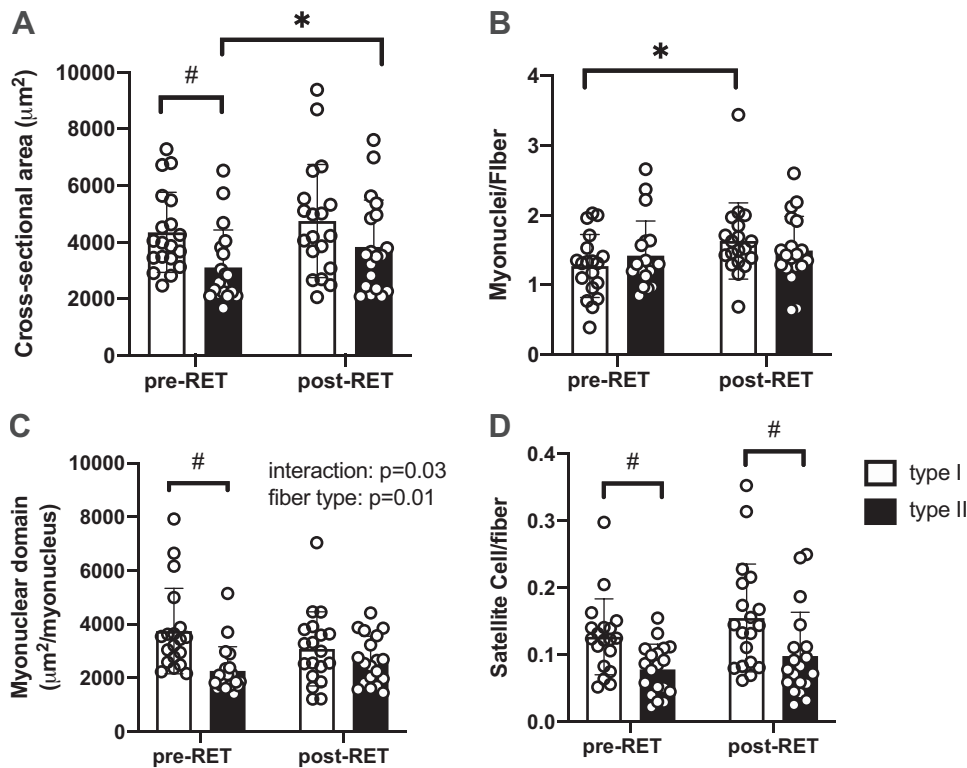 A
*
#
Cross-sectional area (μm²)
10000
8000
6000
4000
2000
0
pre-RET
post-RET
B
*
Myonuclei/FIber
4
3
2
1
0
pre-RET
post-RET
C
#
interaction: p=0.03
fiber type: p=0.01
Myonuclear domain
(μm²/myonucleus)
10000
8000
6000
4000
2000
0
pre-RET
post-RET
D
#
#
Satellite Cell/fiber
0.4
0.3
0.2
0.1
0.0
pre-RET
post-RET
type I
type II